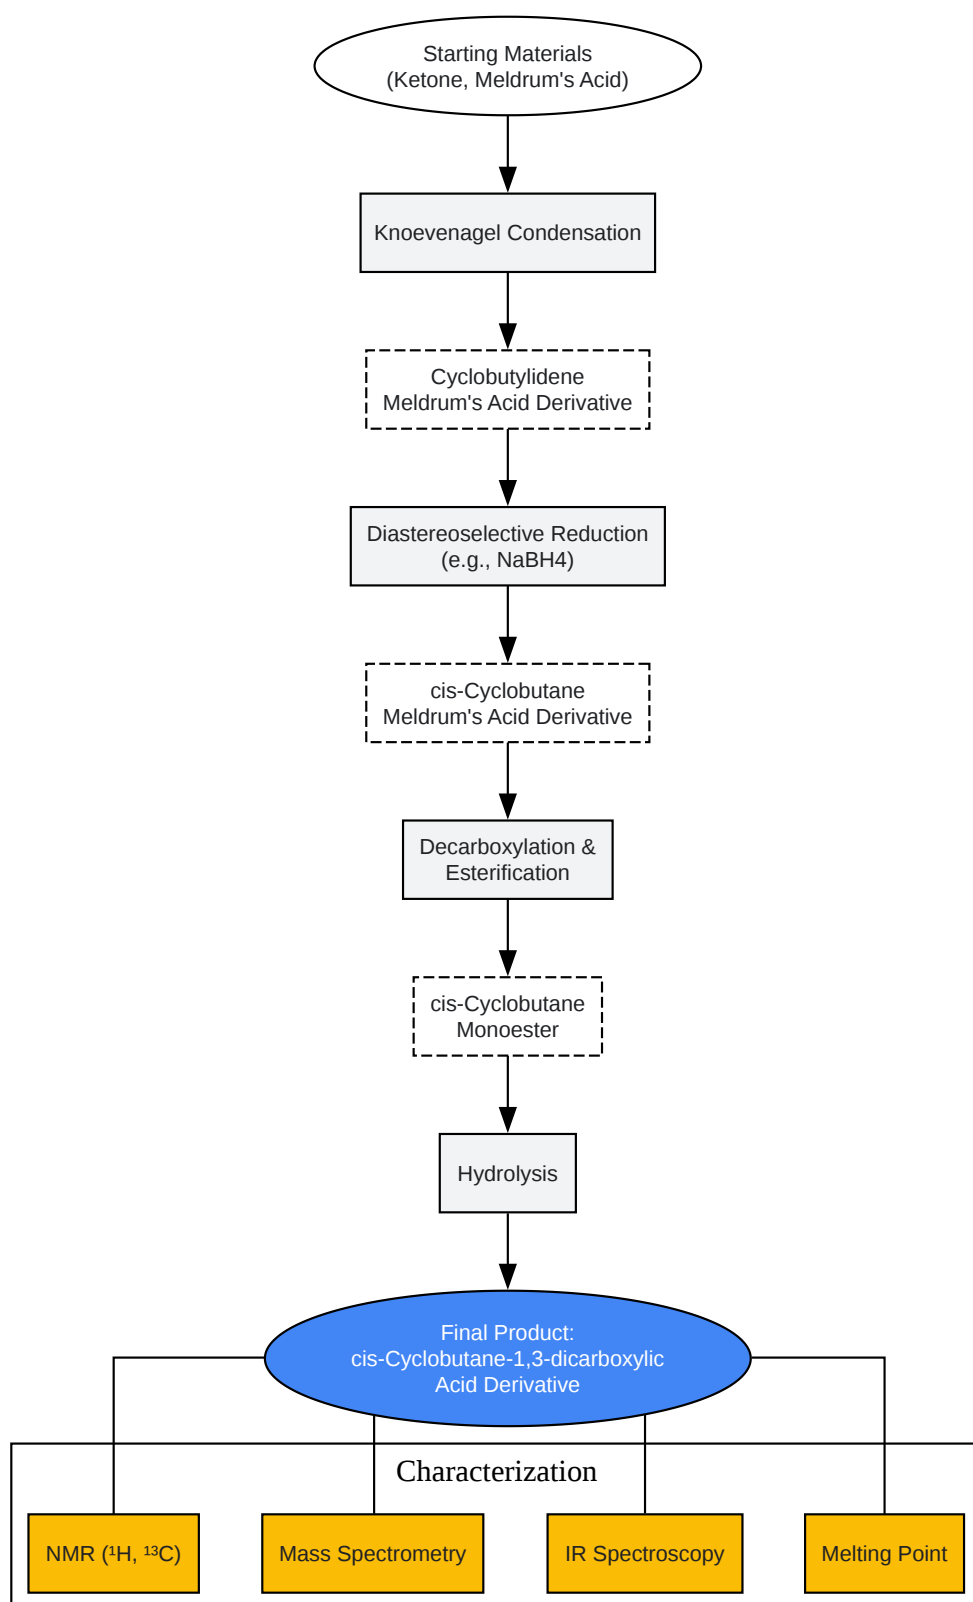 Starting Materials
(Ketone, Meldrum's Acid)
Knoevenagel Condensation
Cyclobutylidene
Meldrum's Acid Derivative
Diastereoselective Reduction
(e.g., NaBH4)
cis-Cyclobutane
Meldrum's Acid Derivative
Decarboxylation &
Esterification
cis-Cyclobutane
Monoester
Hydrolysis
Final Product:
cis-Cyclobutane-1,3-dicarboxylic
Acid Derivative
Characterization
NMR (¹H, ¹³C)
Mass Spectrometry
IR Spectroscopy
Melting Point